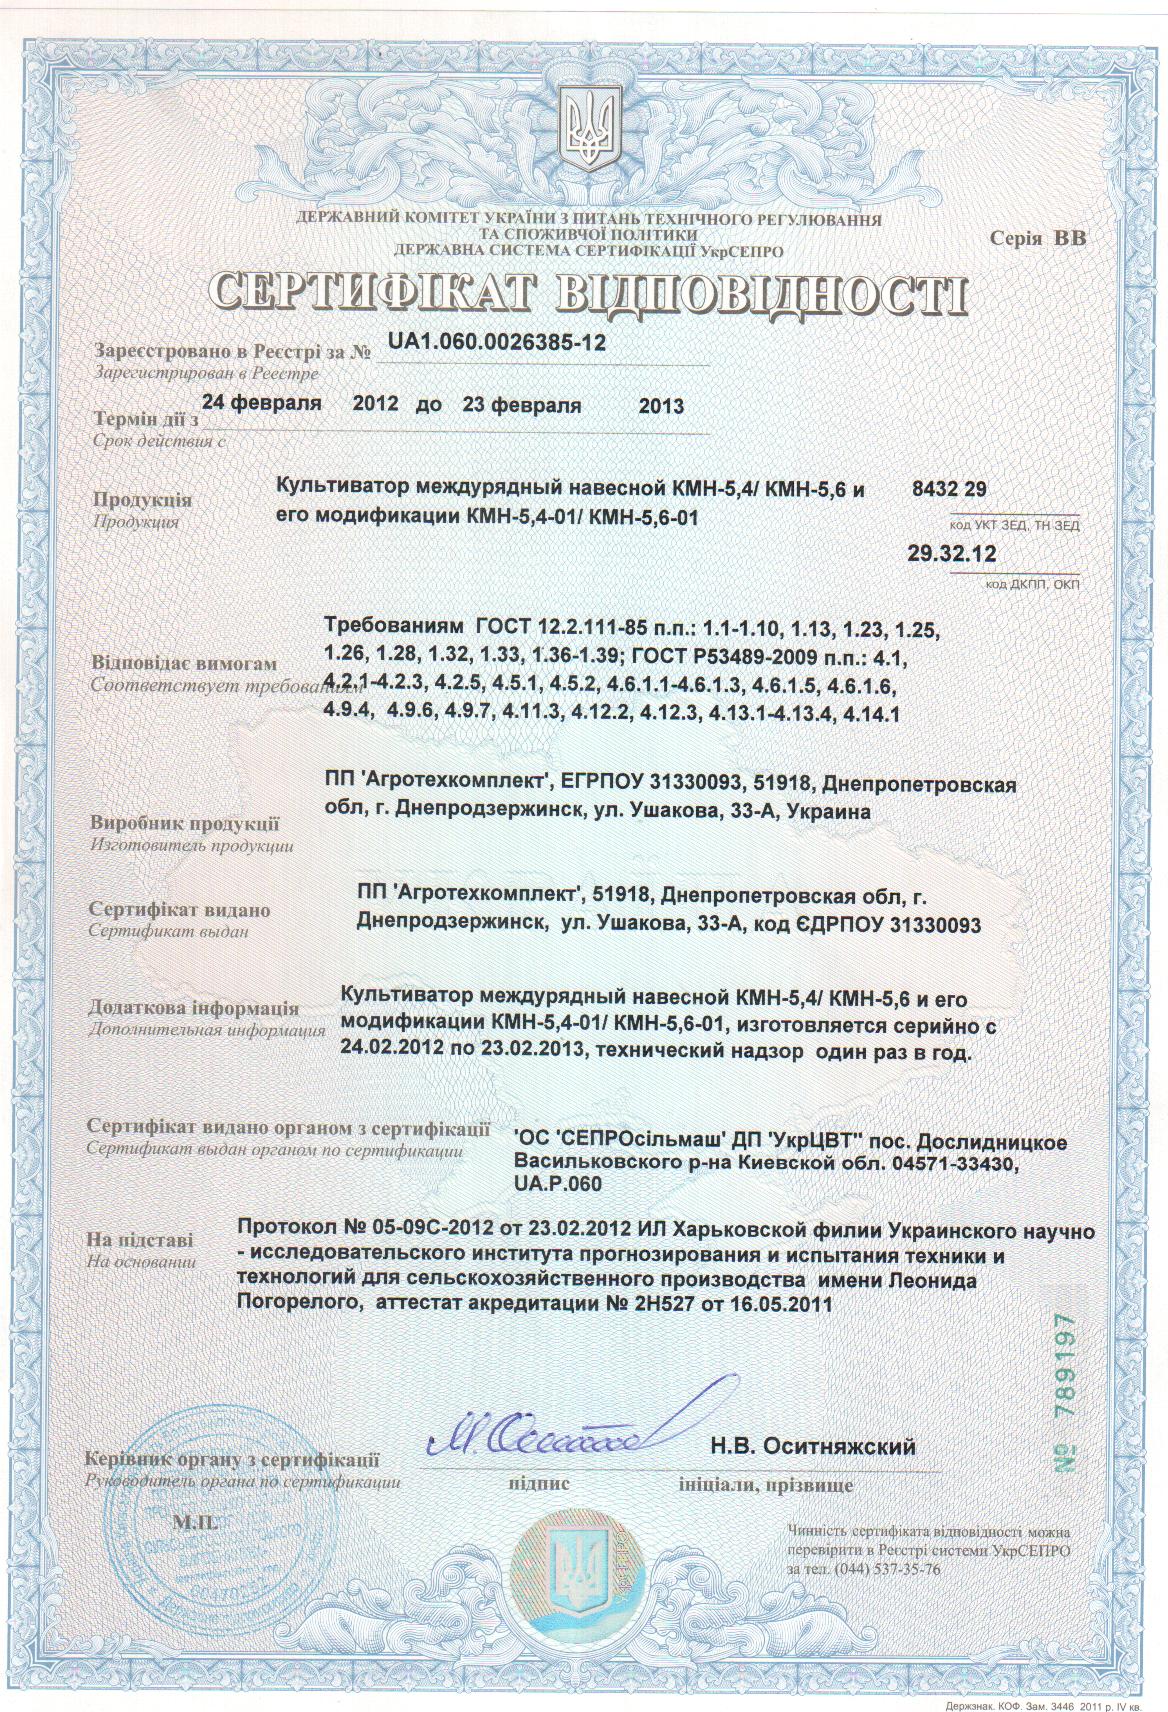 ДЕРЖАВНИЙ КОМІТЕТ УКРАЇНИ З ПИТАНЬ ТЕХНІЧНОГО РЕГУЛЮВАННЯ
ТА СПОЖИВЧОЇ ПОЛІТИКИ
ДЕРЖАВНА СИСТЕМА СЕРТИФІКАЦІЇ УкрСЕПРО
Серія ВВ
СЕРТИФІКАТ ВІДПОВІДНОСТІ
Зареєстровано в Реєстрі за № UA1.060.0026385-12
Зарегистрирован в Реестре
Термін дії з 24 февраля 2012 до 23 февраля 2013
Срок действия с
Продукція
Продукция
Культиватор междурядный навесной КМН-5,4/ КМН-5,6 и
его модификации КМН-5,4-01/ КМН-5,6-01
8432 29
код УКТ ЗЕД, ТН ЗЕД
29.32.12
код ДКПП, ОКП
Відповідає вимогам
Соответствует требованиям
Требованиям ГОСТ 12.2.111-85 п.п.: 1.1-1.10, 1.13, 1.23, 1.25,
1.26, 1.28, 1.32, 1.33, 1.36-1.39; ГОСТ Р53489-2009 п.п.: 4.1,
4.2.1-4.2.3, 4.2.5, 4.5.1, 4.5.2, 4.6.1.1-4.6.1.3, 4.6.1.5, 4.6.1.6,
4.9.4, 4.9.6, 4.9.7, 4.11.3, 4.12.2, 4.12.3, 4.13.1-4.13.4, 4.14.1
Виробник продукції
Изготовитель продукции
ПП 'Агротехкомплект', ЕГРПОУ 31330093, 51918, Днепропетровская
обл, г. Днепродзержинск, ул. Ушакова, 33-А, Украина
Сертифікат видано
Сертификат выдан
ПП 'Агротехкомплект', 51918, Днепропетровская обл, г.
Днепродзержинск, ул. Ушакова, 33-А, код ЄДРПОУ 31330093
Додаткова інформація
Дополнительная информация
Культиватор междурядный навесной КМН-5,4/ КМН-5,6 и его
модификации КМН-5,4-01/ КМН-5,6-01, изготовляется серийно с
24.02.2012 по 23.02.2013, технический надзор один раз в год.
Сертифікат видано органом з сертифікації
Сертификат выдан органом по сертификации
'ОС 'СЕПРОсільмаш' ДП 'УкрЦВТ'' пос. Дослидницкое
Васильковского р-на Киевской обл. 04571-33430,
UA.P.060
На підставі
На основании
Протокол № 05-09С-2012 от 23.02.2012 ИЛ Харьковской филии Украинского научно
- исследовательского института прогнозирования и испытания техники и
технологий для сельскохозяйственного производства имени Леонида
Погорелого, аттестат акредитации № 2Н527 от 16.05.2011
№ 789197
Керівник органу з сертифікації
Руководитель органа по сертификации
М.П.
підпис
Н.В. Оситняжский
ініціали, прізвище
Чинність сертифіката відповідності можна
перевірити в Реєстрі системи УкрСЕПРО
за тел. (044) 537-35-76
Держзнак. КОФ. Зам. 3446 2011 р. IV кв.